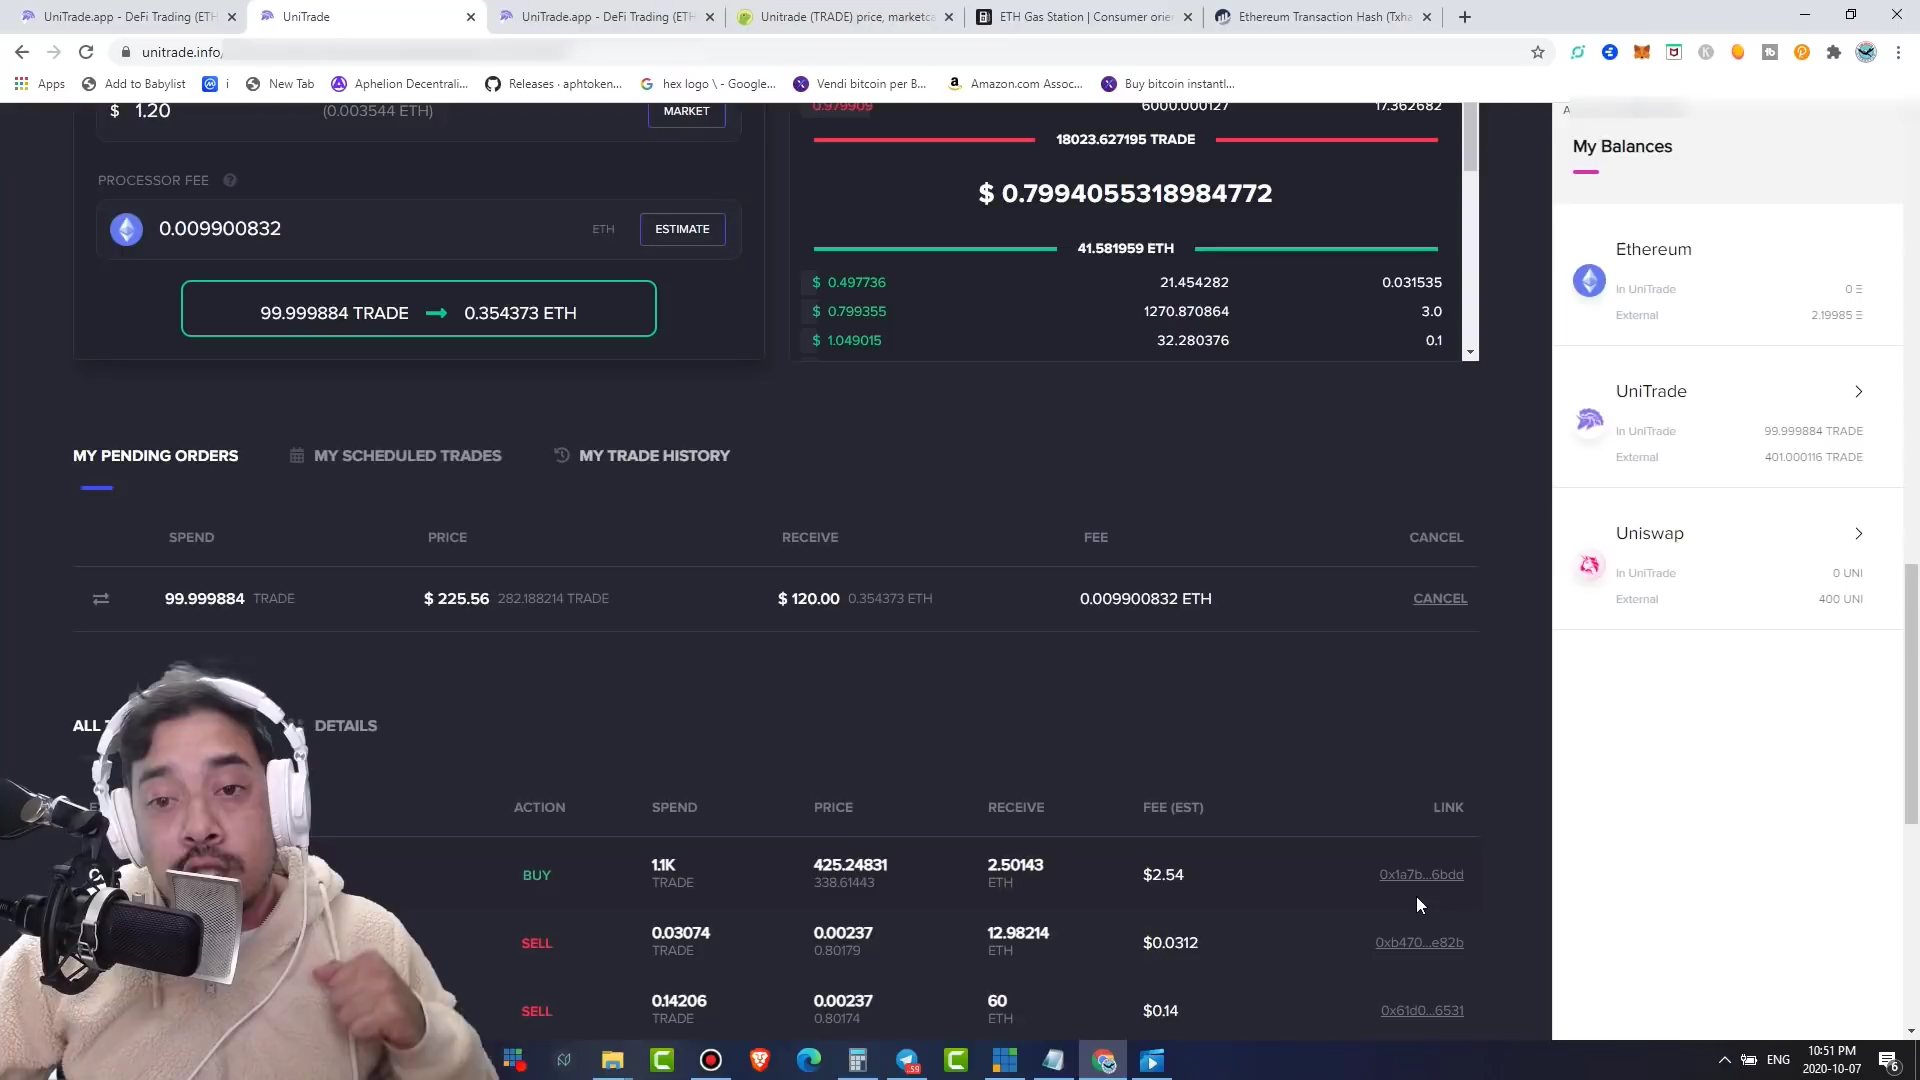 UniTrade.app - DeFi Trading (ETH
UniTrade
UniTrade.app - DeFi Trading (ETH
Unitrade (TRADE) price, marketca
ETH Gas Station | Consumer orie
Ethereum Transaction Hash (Txha
unitrade.info/
Apps
Add to Babylist
i
New Tab
Aphelion Decentrali...
Releases · aphtoken...
hex logo \ - Google...
Vendi bitcoin per B...
Amazon.com Assoc...
Buy bitcoin instantl...
$ 1.20 (0.003544 ETH) MARKET
PROCESSOR FEE ?
0.009900832 ETH ESTIMATE
99.999884 TRADE → 0.354373 ETH
0.979909 6000.000127 17.362682
18023.627195 TRADE
$ 0.7994055318984772
41.581959 ETH
$ 0.497736 21.454282 0.031535
$ 0.799355 1270.870864 3.0
$ 1.049015 32.280376 0.1
My Balances
Ethereum
In UniTrade 0 Ξ
External 2.19985 Ξ
UniTrade
In UniTrade 99.999884 TRADE
External 401.000116 TRADE
Uniswap
In UniTrade 0 UNI
External 400 UNI
MY PENDING ORDERS MY SCHEDULED TRADES MY TRADE HISTORY
SPEND PRICE RECEIVE FEE CANCEL
99.999884 TRADE $ 225.56 282.188214 TRADE $ 120.00 0.354373 ETH 0.009900832 ETH CANCEL
ALL DETAILS
ACTION SPEND PRICE RECEIVE FEE (EST) LINK
BUY 1.1K 425.24831 2.50143 $2.54 0x1a7b...6bdd
TRADE 338.61443 ETH
SELL 0.03074 0.00237 12.98214 $0.0312 0xb470...e82b
TRADE 0.80179 ETH
SELL 0.14206 0.00237 60 $0.14 0x61d0...6531
TRADE 0.80174 ETH
59
ENG
10:51 PM
2020-10-07
6